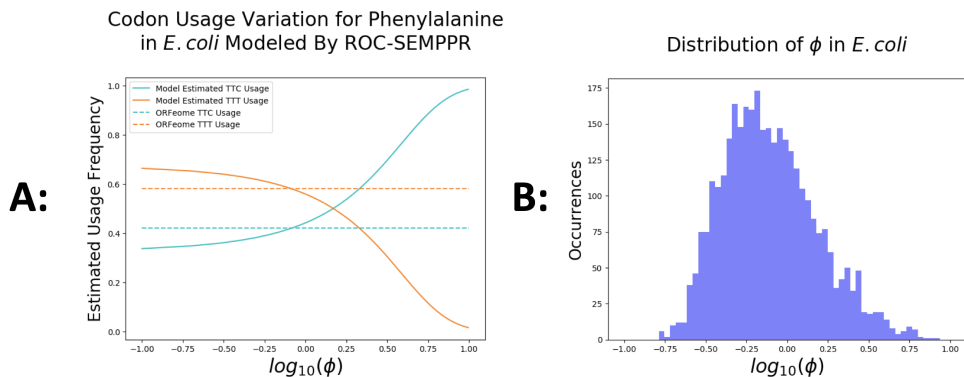 Codon Usage Variation for Phenylalanine
in E. coli Modeled By ROC-SEMPPR
A:
Estimated Usage Frequency
1.0
0.8
0.6
0.4
0.2
0.0
Model Estimated TTC Usage
Model Estimated TTT Usage
ORFeome TTC Usage
ORFeome TTT Usage
-1.00 -0.75 -0.50 -0.25 0.00 0.25 0.50 0.75 1.00
log10(ϕ)
Distribution of ϕ in E. coli
B:
Occurrences
175
150
125
100
75
50
25
0
-1.00 -0.75 -0.50 -0.25 0.00 0.25 0.50 0.75 1.00
log10(ϕ)